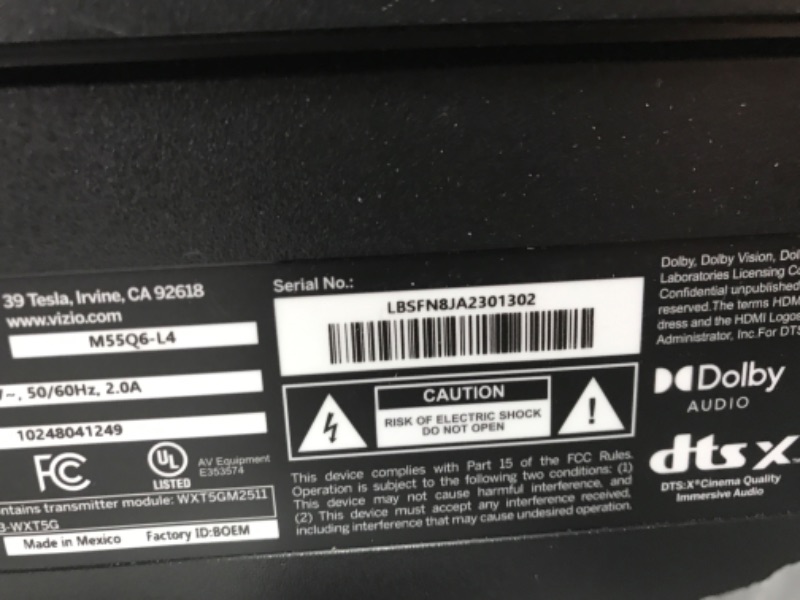 39 Tesla, Irvine, CA 92618
www.vizio.com
M55Q6-L4
~, 50/60Hz, 2.0A
10248041249
FC
UL
LISTED
AV Equipment
E353574
ntains transmitter module: WXT5GM2511
3-WXT5G
Made in Mexico Factory ID:BOEM
Serial No.:
LBSFN8JA2301302
CAUTION
RISK OF ELECTRIC SHOCK
DO NOT OPEN
!
This device complies with Part 15 of the FCC Rules.
Operation is subject to the following two conditions: (1)
This device may not cause harmful interference, and
(2) This device must accept any interference received,
including interference that may cause undesired operation.
Dolby, Dolby Vision, Dol
Laboratories Licensing Co
Confidential unpublished
reserved. The terms HDM
dress and the HDMI Logos
Administrator, Inc. For DTS
Dolby
AUDIO
dts X
DTS:X® Cinema Quality
Immersive Audio